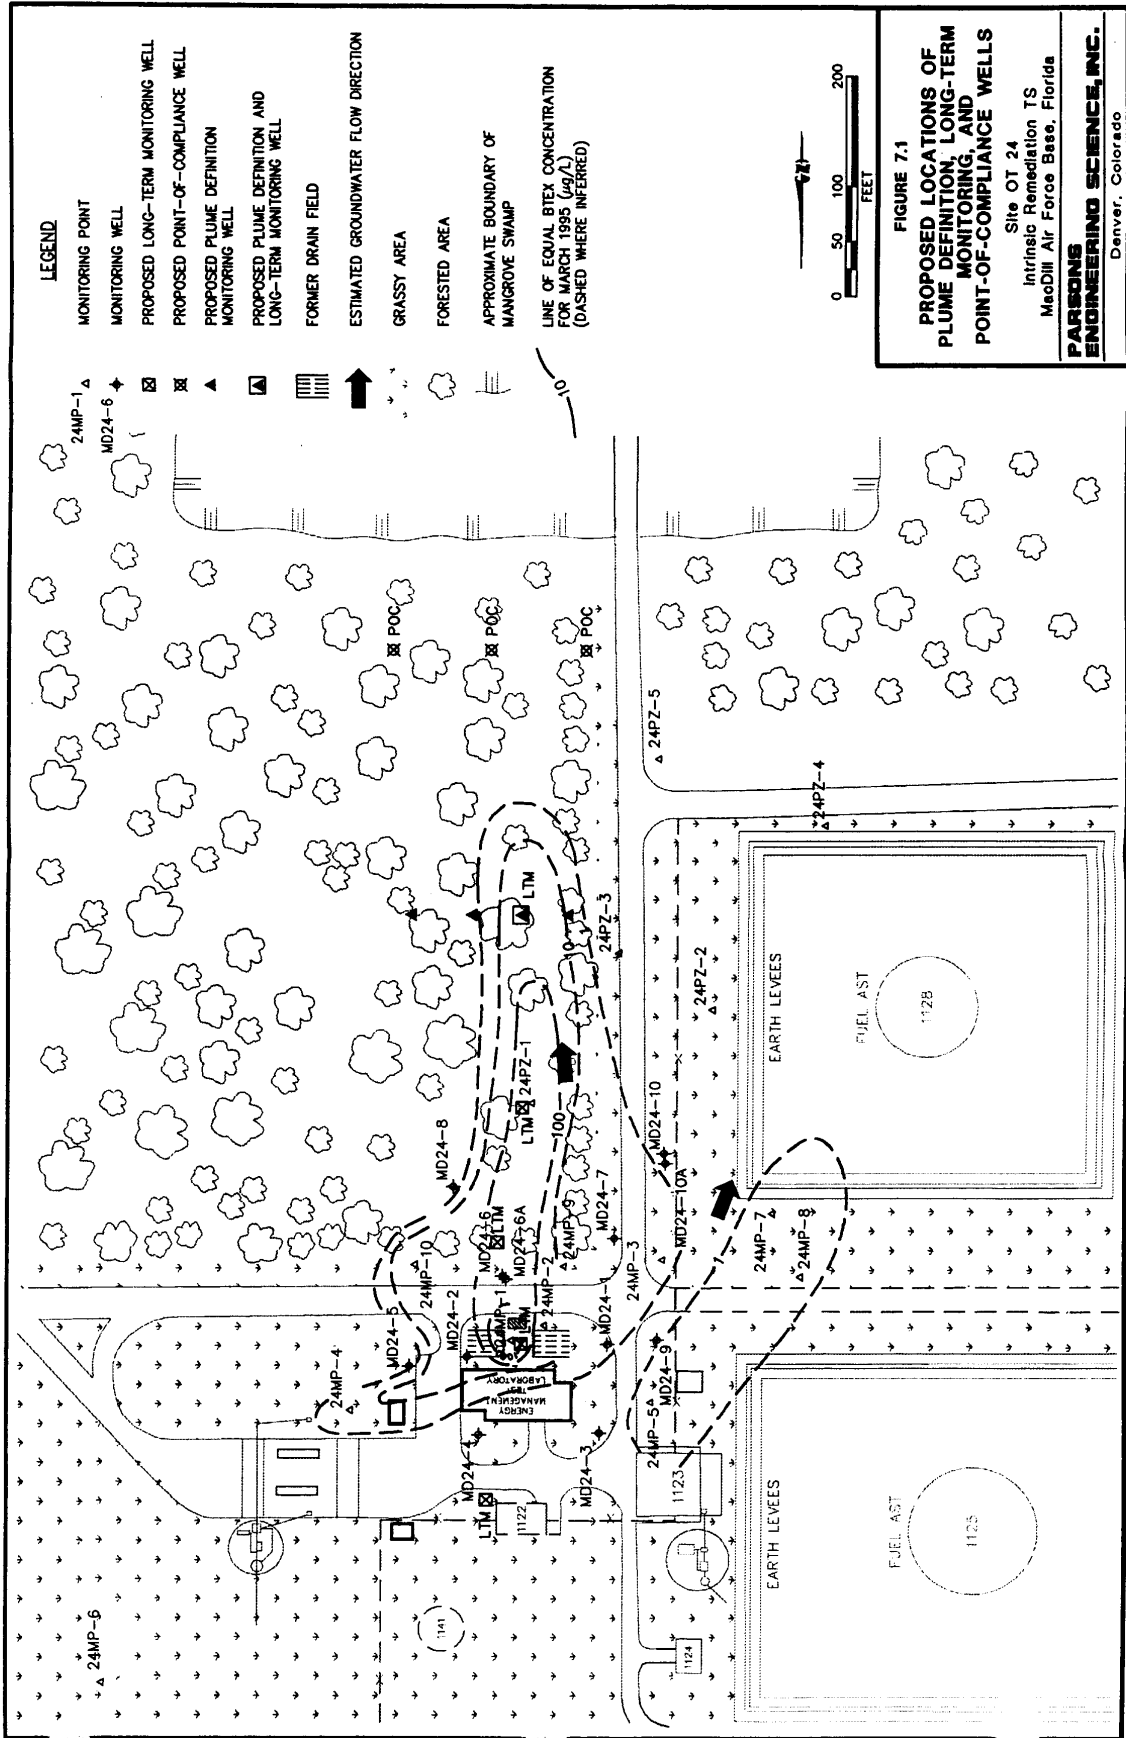 LEGEND
24MP-1
MONITORING POINT
MD24-6
MONITORING WELL
PROPOSED LONG-TERM MONITORING WELL
PROPOSED POINT-OF-COMPLIANCE WELL
PROPOSED PLUME DEFINITION
MONITORING WELL
PROPOSED PLUME DEFINITION AND
LONG-TERM MONITORING WELL
FORMER DRAIN FIELD
ESTIMATED GROUNDWATER FLOW DIRECTION
GRASSY AREA
FORESTED AREA
APPROXIMATE BOUNDARY OF
MANGROVE SWAMP
10
LINE OF EQUAL BTEX CONCENTRATION
FOR MARCH 1995 (µg/L)
(DASHED WHERE INFERRED)
0 50 100 200
FEET
FIGURE 7.1
PROPOSED LOCATIONS OF
PLUME DEFINITION, LONG-TERM
MONITORING, AND
POINT-OF-COMPLIANCE WELLS
Site OT 24
Intrinsic Remediation TS
MacDill Air Force Base, Florida
PARSONS
ENGINEERING SCIENCE, INC.
Denver, Colorado
24MP-6
24MP-4
MD24-5
24MP-10
MD24-8
MD24-2
MD24-6
LTM
MD24-6A
24MP-1
LTM
24MP-2
24MP-9
MD24-7
MD24-1
24MP-3
MD24-4
LTM
MD24-3
ENERGY
MANAGEMENT
TEST
LABORATORY
1122
1141
1124
1123
24MP-5
MD24-9
MD24-10A
MD24-10
LTM
24PZ-1
100
10
1
LTM
24PZ-3
24PZ-2
24PZ-5
24PZ-4
POC
POC
POC
24MP-7
24MP-8
EARTH LEVEES
FUEL AST
1128
EARTH LEVEES
FUEL AST
1125